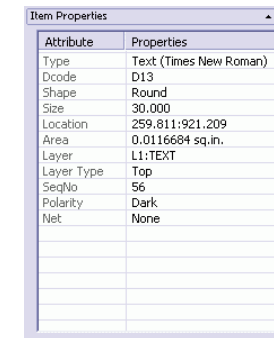 Item Properties
Attribute Properties
Type Text (Times New Roman)
Dcode D13
Shape Round
Size 30.000
Location 259.811:921.209
Area 0.0116684 sq.in.
Layer L1:TEXT
Layer Type Top
SeqNo 56
Polarity Dark
Net None